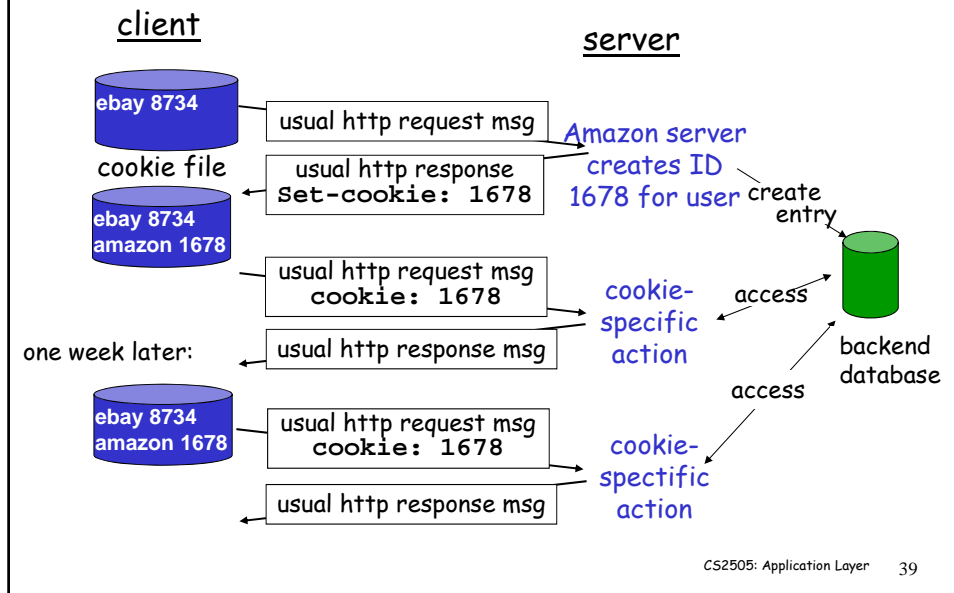 client
server
ebay 8734
usual http request msg
Amazon server
creates ID
1678 for user
cookie file
usual http response
Set-cookie: 1678
create
entry
ebay 8734
amazon 1678
usual http request msg
cookie: 1678
cookie-
specific
action
access
one week later:
usual http response msg
backend
database
access
ebay 8734
amazon 1678
usual http request msg
cookie: 1678
cookie-
spectific
action
usual http response msg
CS2505: Application Layer 39